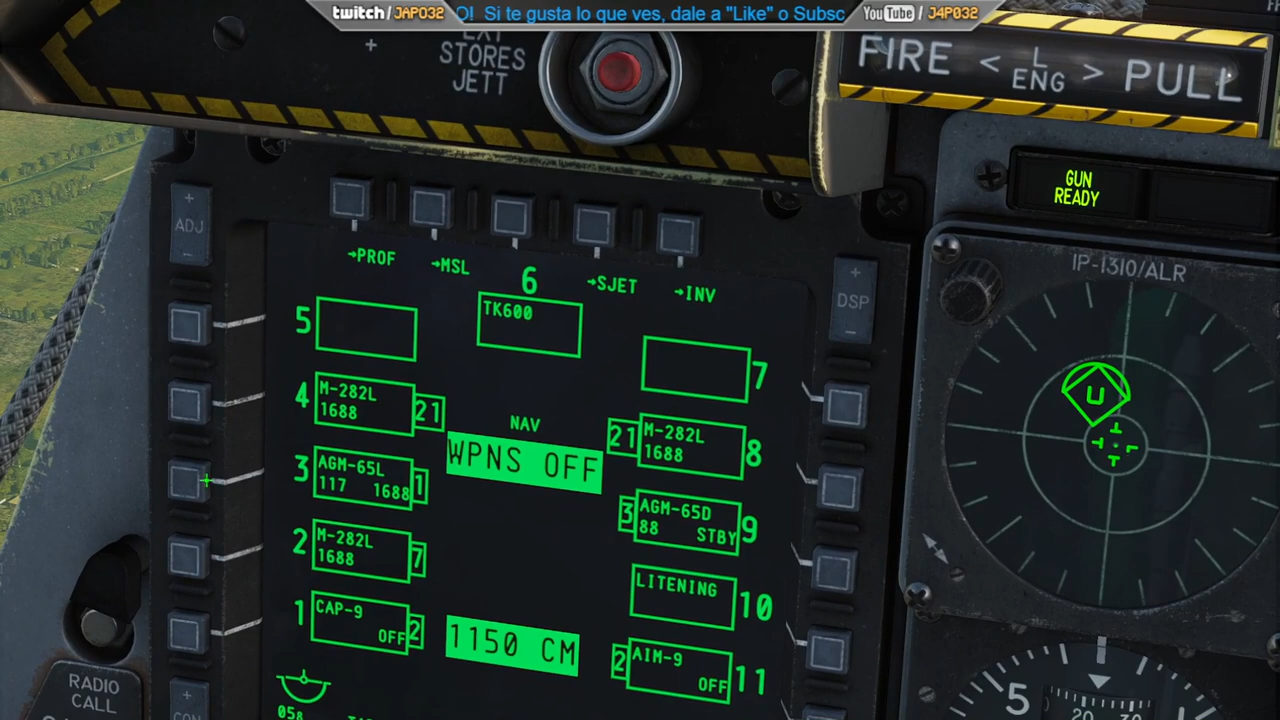 twitch / JAPO32
O! Si te gusta lo que ves, dale a "Like" o Subsc
YouTube / J4P032
EXT
STORES
JETT
FIRE < L ENG > PULL
GUN
READY
IP-1310/ALR
+
ADJ
-
+
DSP
-
→PROF
→MSL
6
→SJET
→INV
TK600
5
7
4
M-282L
1688
21
NAV
WPNS OFF
21
M-282L
1688
8
3
AGM-65L
117 1688
1
3
AGM-65D
88 STBY
9
2
M-282L
1688
7
LITENING
10
1
CAP-9
OFF
2
1150 CM
2
AIM-9
OFF
11
U
058
RADIO
CALL
+
5
20